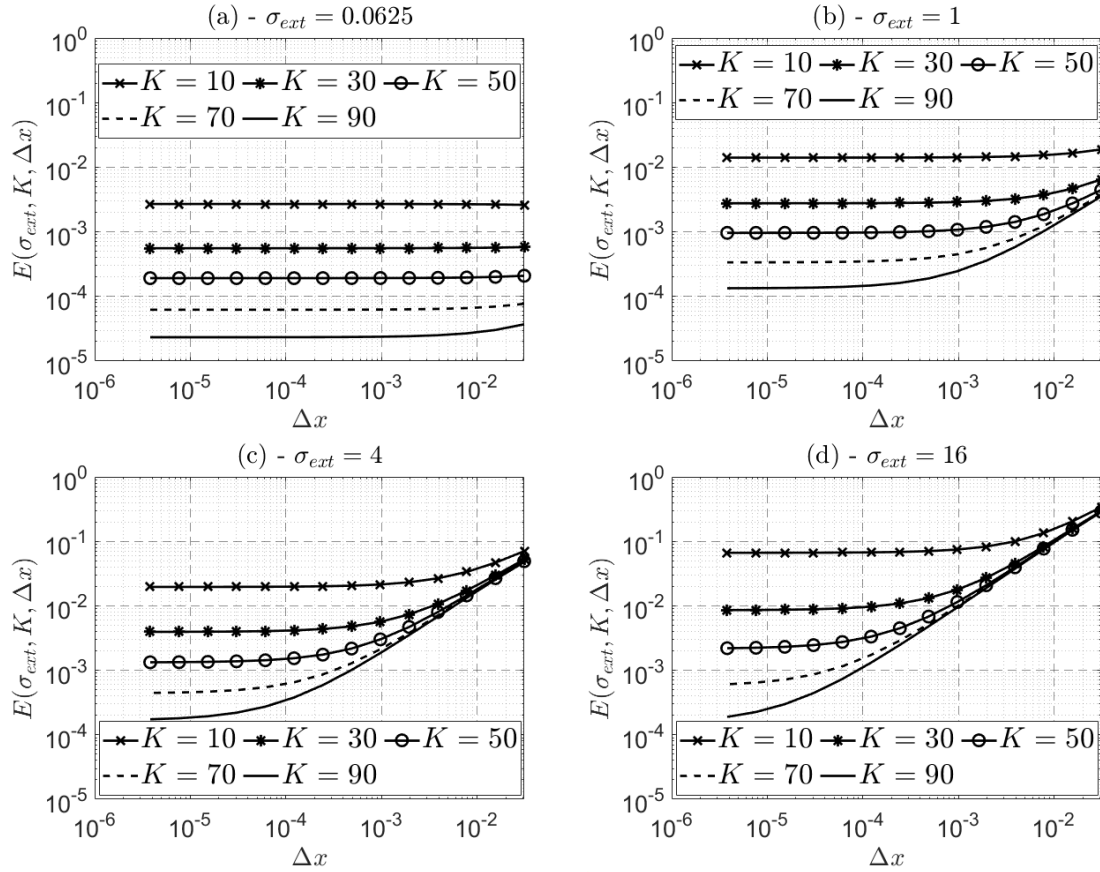 (a) - σ_ext = 0.0625
10^0
10^-1
10^-2
10^-3
10^-4
10^-5
E(σ_ext, K, Δx)
K = 10 K = 30 K = 50
K = 70 K = 90
10^-6 10^-5 10^-4 10^-3 10^-2
Δx
(b) - σ_ext = 1
10^0
10^-1
10^-2
10^-3
10^-4
10^-5
E(σ_ext, K, Δx)
K = 10 K = 30 K = 50
K = 70 K = 90
10^-6 10^-5 10^-4 10^-3 10^-2
Δx
(c) - σ_ext = 4
10^0
10^-1
10^-2
10^-3
10^-4
10^-5
E(σ_ext, K, Δx)
K = 10 K = 30 K = 50
K = 70 K = 90
10^-6 10^-5 10^-4 10^-3 10^-2
Δx
(d) - σ_ext = 16
10^0
10^-1
10^-2
10^-3
10^-4
10^-5
E(σ_ext, K, Δx)
K = 10 K = 30 K = 50
K = 70 K = 90
10^-6 10^-5 10^-4 10^-3 10^-2
Δx